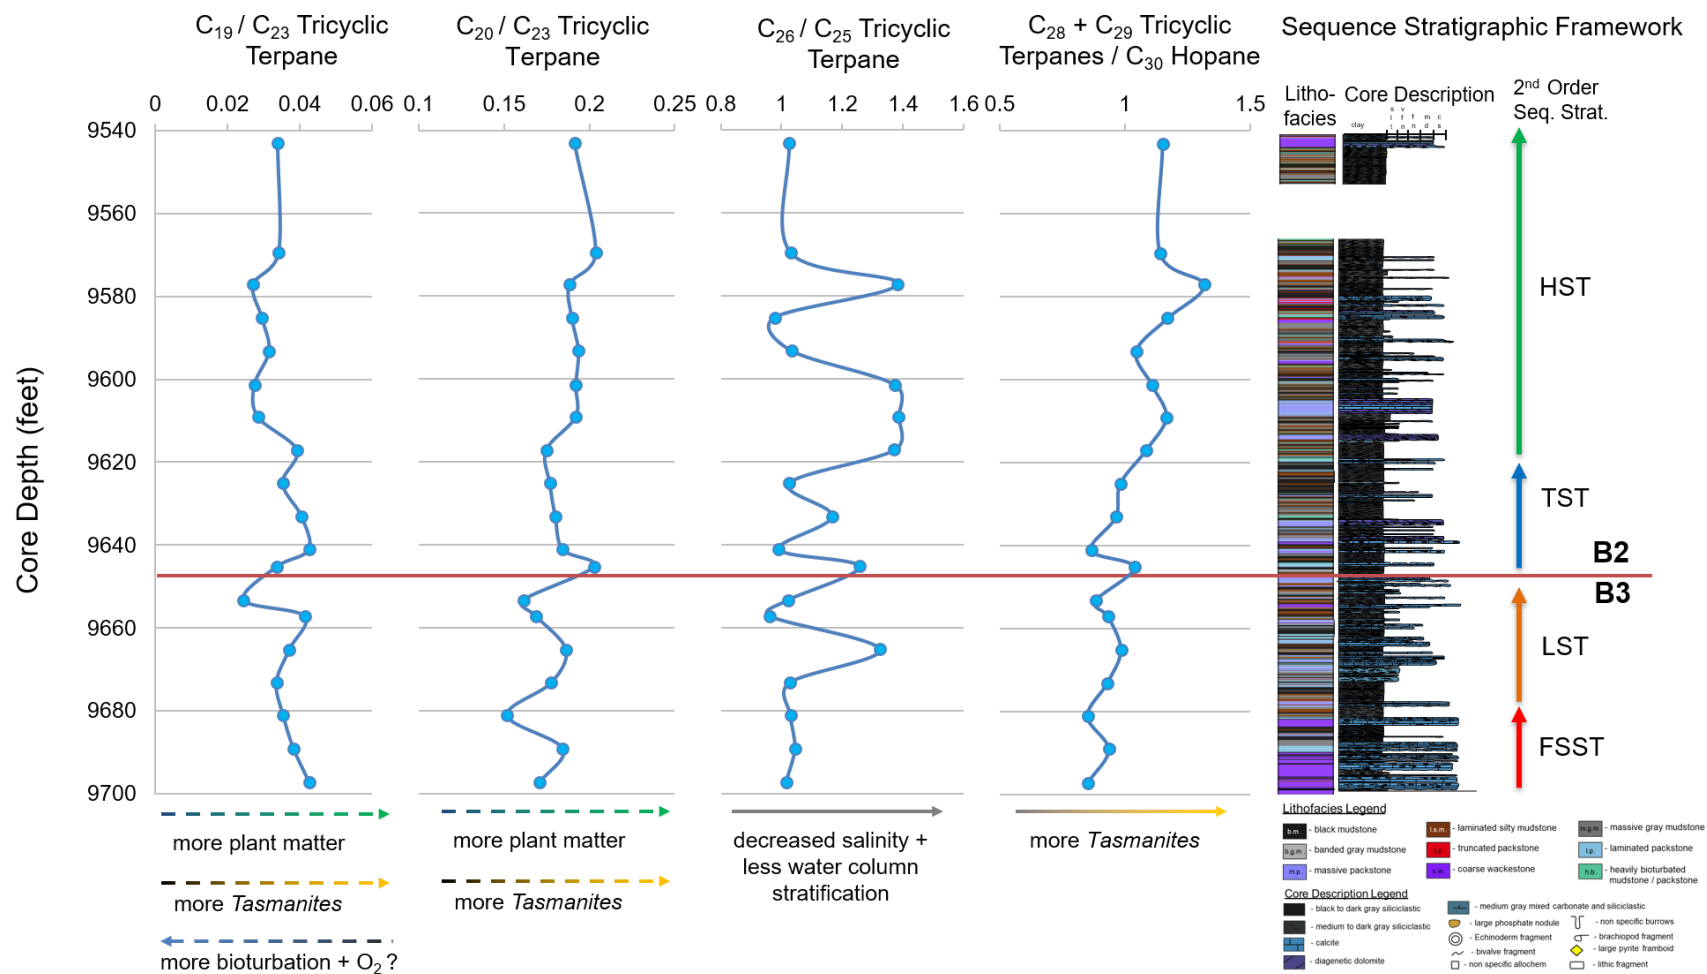 C19 / C23 Tricyclic
Terpane
C20 / C23 Tricyclic
Terpane
C26 / C25 Tricyclic
Terpane
C28 + C29 Tricyclic
Terpanes / C30 Hopane
Sequence Stratigraphic Framework
0 0.02 0.04 0.06
0.1 0.15 0.2 0.25
0.8 1 1.2 1.4 1.6
0.5 1 1.5
Litho-
facies
Core Description
clay
slt
vfn
fn
md
cs
2nd Order
Seq. Strat.
Core Depth (feet)
9540
9560
9580
9600
9620
9640
9660
9680
9700
HST
TST
B2
B3
LST
FSST
more plant matter
more Tasmanites
more bioturbation + O2 ?
more plant matter
more Tasmanites
decreased salinity +
less water column
stratification
more Tasmanites
Lithofacies Legend
b.m. - black mudstone
l.s.m. - laminated silty mudstone
m.g.m. - massive gray mudstone
b.g.m. - banded gray mudstone
t.p. - truncated packstone
l.p. - laminated packstone
m.p. - massive packstone
c.w. - coarse wackestone
h.b. - heavily bioturbated
mudstone / packstone
Core Description Legend
- black to dark gray siliciclastic
- medium to dark gray siliciclastic
- calcite
- diagenetic dolomite
- medium gray mixed carbonate and siliciclastic
- large phosphate nodule
- Echinoderm fragment
- bivalve fragment
- non specific allochem
- non specific burrows
- brachiopod fragment
- large pyrite framboid
- lithic fragment